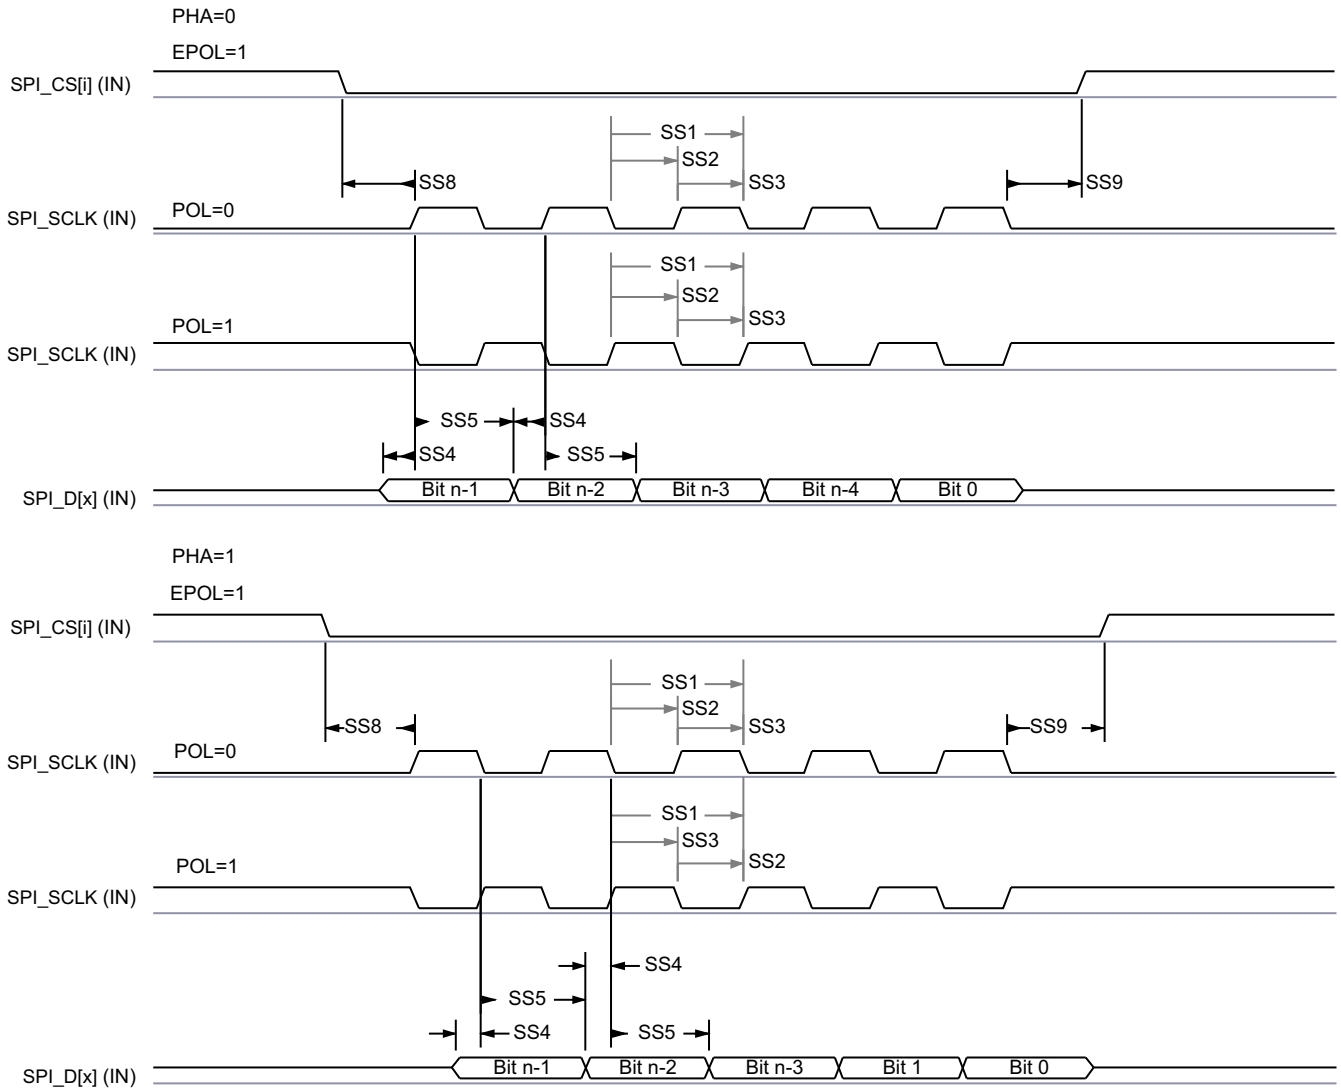 PHA=0
EPOL=1
SPI_CS[i] (IN)
SS1
SS2
SS8
SS3
SS9
POL=0
SPI_SCLK (IN)
SS1
SS2
SS3
POL=1
SPI_SCLK (IN)
SS5
SS4
SS4
SS5
SPI_D[x] (IN)
Bit n-1
Bit n-2
Bit n-3
Bit n-4
Bit 0
PHA=1
EPOL=1
SPI_CS[i] (IN)
SS1
SS2
SS8
SS3
SS9
POL=0
SPI_SCLK (IN)
SS1
SS3
SS2
POL=1
SPI_SCLK (IN)
SS4
SS5
SS4
SS5
SPI_D[x] (IN)
Bit n-1
Bit n-2
Bit n-3
Bit 1
Bit 0